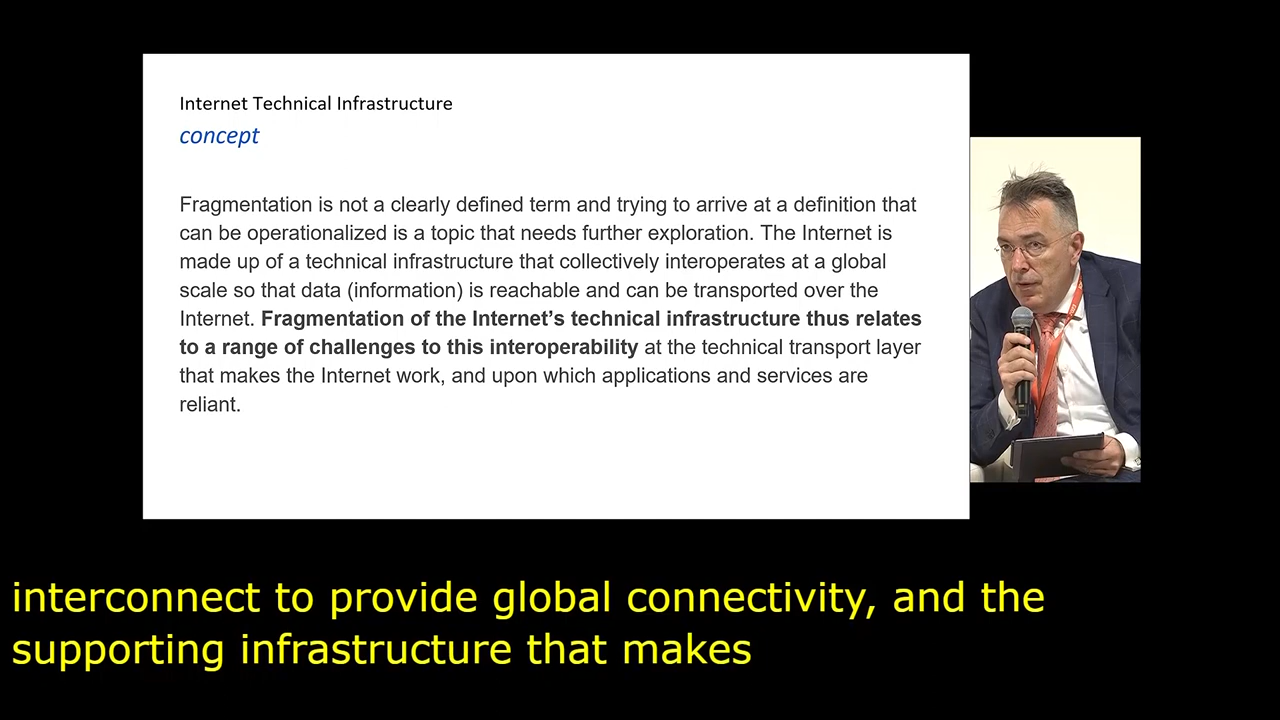 Internet Technical Infrastructure
concept
Fragmentation is not a clearly defined term and trying to arrive at a definition that
can be operationalized is a topic that needs further exploration. The Internet is
made up of a technical infrastructure that collectively interoperates at a global
scale so that data (information) is reachable and can be transported over the
Internet. Fragmentation of the Internet’s technical infrastructure thus relates
to a range of challenges to this interoperability at the technical transport layer
that makes the Internet work, and upon which applications and services are
reliant.
interconnect to provide global connectivity, and the
supporting infrastructure that makes